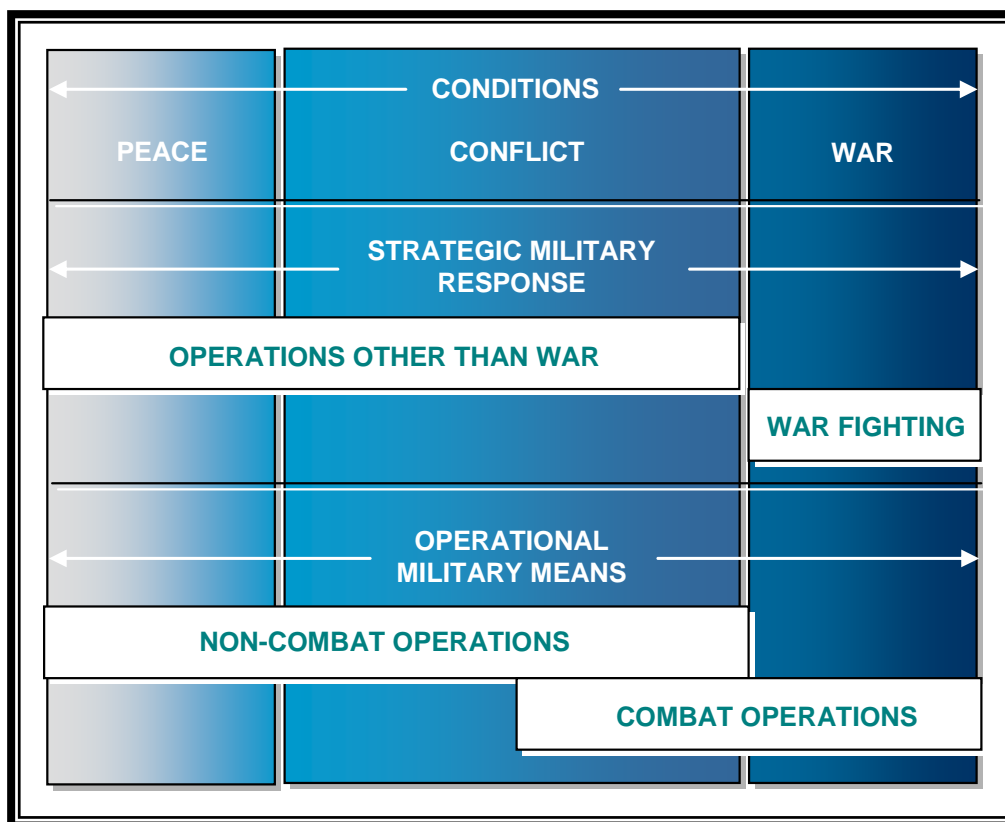 CONDITIONS
PEACE CONFLICT WAR
STRATEGIC MILITARY
RESPONSE
OPERATIONS OTHER THAN WAR
WAR FIGHTING
OPERATIONAL
MILITARY MEANS
NON-COMBAT OPERATIONS
COMBAT OPERATIONS